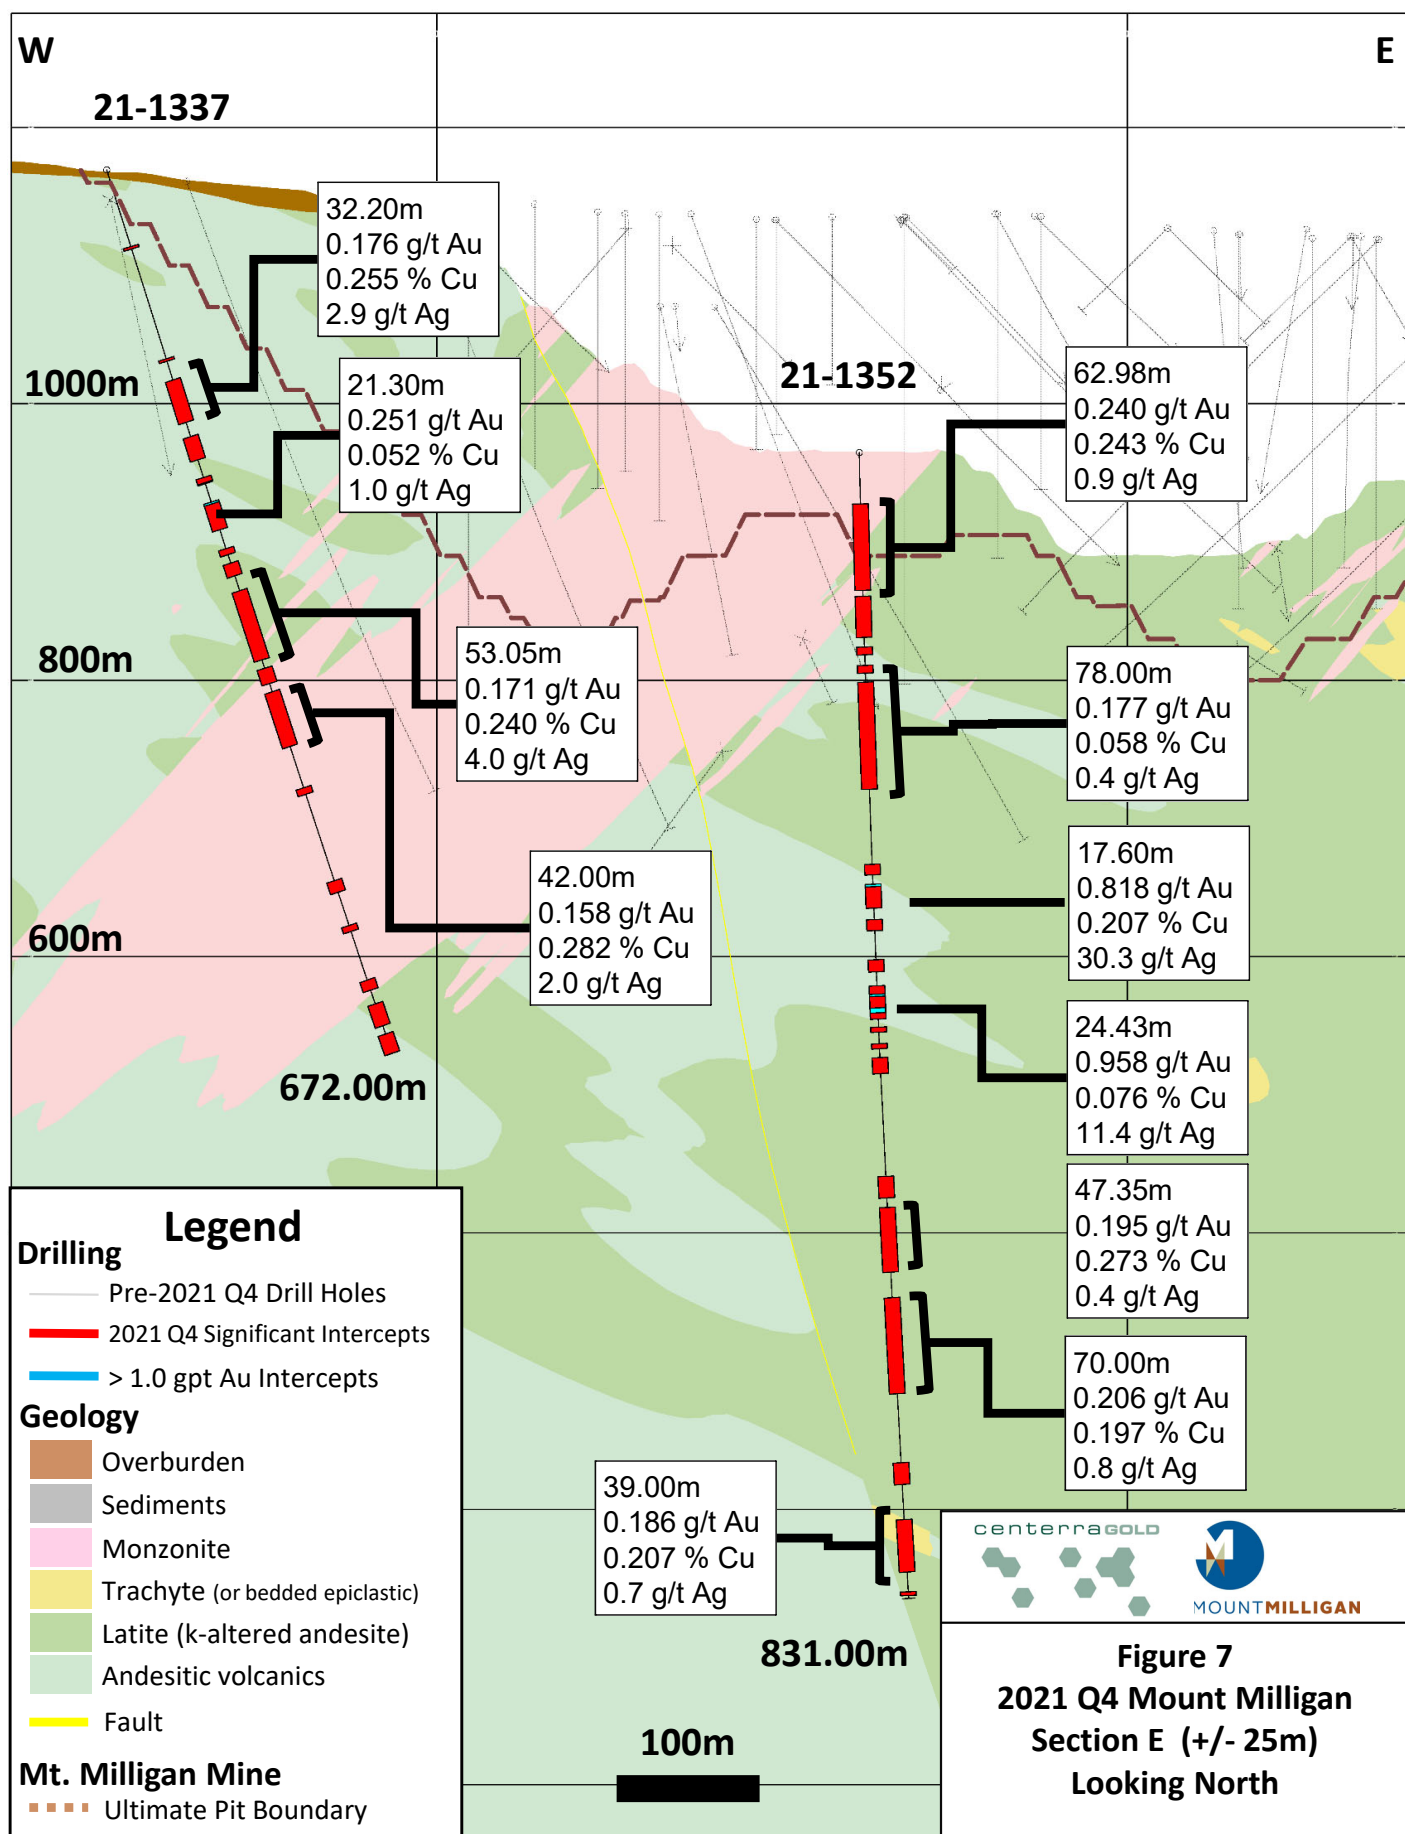 W
E
21-1337
32.20m
0.176 g/t Au
0.255 % Cu
2.9 g/t Ag
21.30m
0.251 g/t Au
0.052 % Cu
1.0 g/t Ag
53.05m
0.171 g/t Au
0.240 % Cu
4.0 g/t Ag
42.00m
0.158 g/t Au
0.282 % Cu
2.0 g/t Ag
1000m
800m
600m
672.00m
21-1352
62.98m
0.240 g/t Au
0.243 % Cu
0.9 g/t Ag
78.00m
0.177 g/t Au
0.058 % Cu
0.4 g/t Ag
17.60m
0.818 g/t Au
0.207 % Cu
30.3 g/t Ag
24.43m
0.958 g/t Au
0.076 % Cu
11.4 g/t Ag
47.35m
0.195 g/t Au
0.273 % Cu
0.4 g/t Ag
70.00m
0.206 g/t Au
0.197 % Cu
0.8 g/t Ag
39.00m
0.186 g/t Au
0.207 % Cu
0.7 g/t Ag
831.00m
100m
Legend
Drilling
Pre-2021 Q4 Drill Holes
2021 Q4 Significant Intercepts
> 1.0 gpt Au Intercepts
Geology
Overburden
Sediments
Monzonite
Trachyte (or bedded epiclastic)
Latite (k-altered andesite)
Andesitic volcanics
Fault
Mt. Milligan Mine
Ultimate Pit Boundary
centerraGOLD
MOUNTMILLIGAN
Figure 7
2021 Q4 Mount Milligan
Section E (+/- 25m)
Looking North